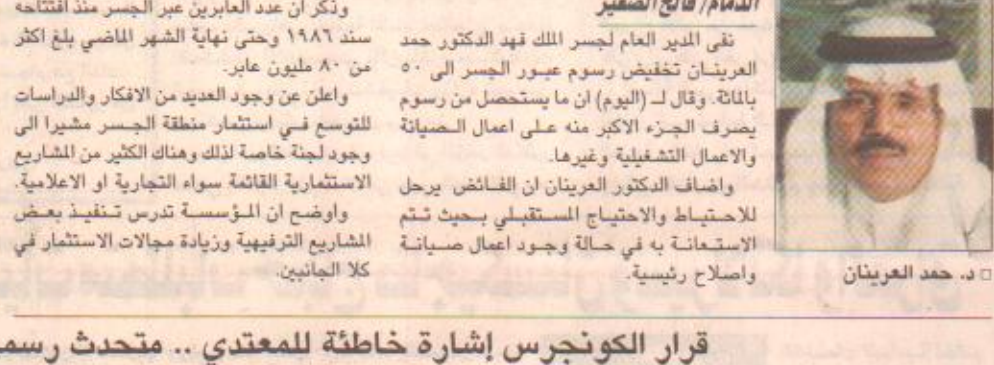 الدمام/ فالح الصغير
نفى المدير العام لجسر الملك فهد الدكتور حمد
العرينان تخفيض رسوم عبور الجسر الى ٥٠
بالمائة. وقال لـ (اليوم) ان ما يستحصل من رسوم
يصرف الجزء الاكبر منه على اعمال الصيانة
والاعمال التشغيلية وغيرها.
واضاف الدكتور العرينان ان الفائض يرحل
للاحتياط والاحتياج المستقبلي بحيث تتم
الاستعانة به في حالة وجود اعمال صيانة
واصلاح رئيسية.
وذكر ان عدد العابرين عبر الجسر منذ افتتاحه
سنة ١٩٨٦ وحتى نهاية الشهر الماضي بلغ اكثر
من ٨٠ مليون عابر.
واعلن عن وجود العديد من الافكار والدراسات
للتوسع في استثمار منطقة الجسر مشيرا الى
وجود لجنة خاصة لذلك وهناك الكثير من المشاريع
الاستثمارية القائمة سواء التجارية او الاعلامية.
واوضح ان المؤسسة تدرس تنفيذ بعض
المشاريع الترفيهية وزيادة مجالات الاستثمار في
كلا الجانبين.
د. حمد العرينان
قرار الكونجرس إشارة خاطئة للمعتدي .. متحدث رسمـ